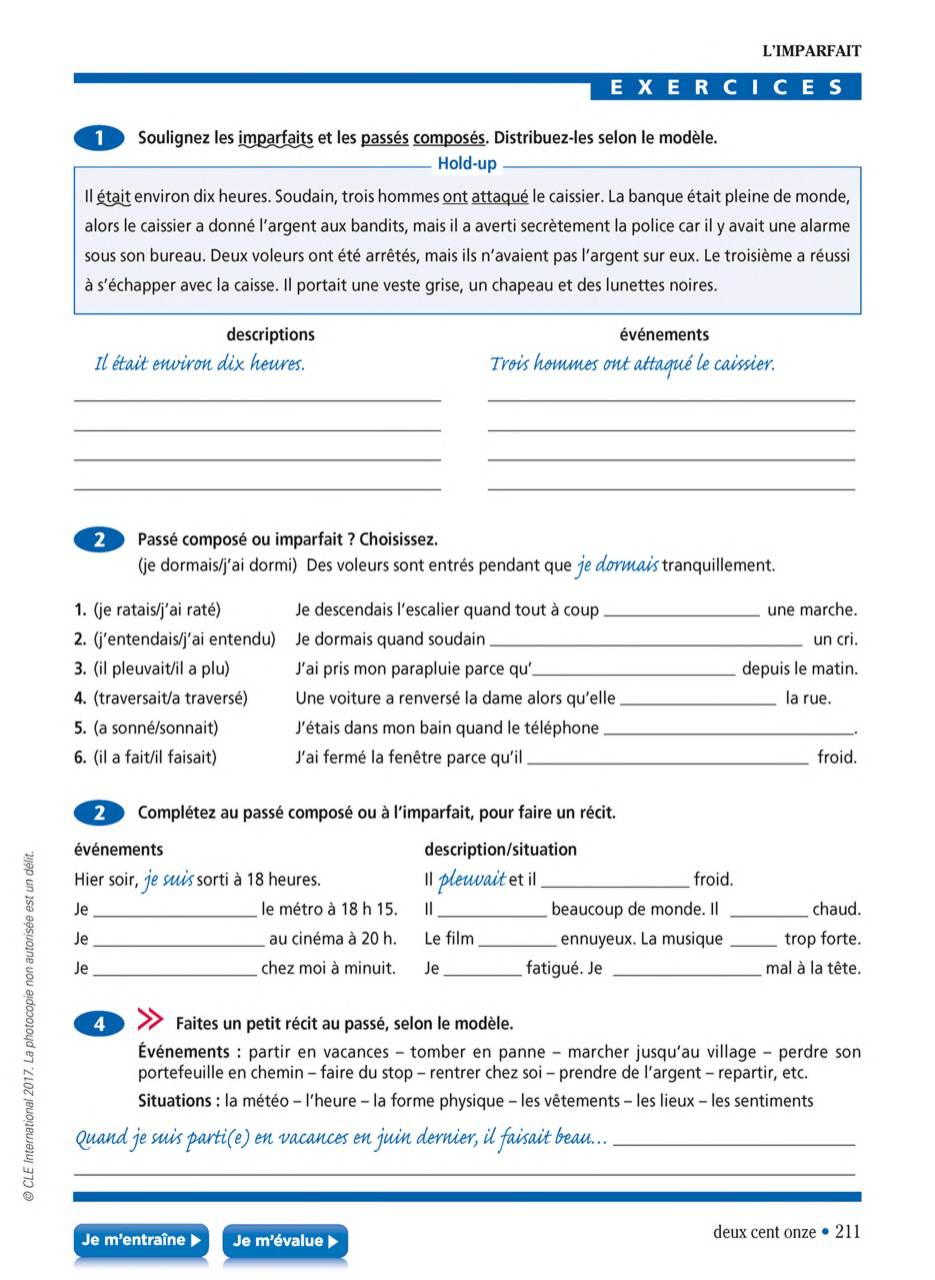 L'IMPARFAIT
EXERCICES
1 Soulignez les imparfaits et les passés composés. Distribuez-les selon le modèle.
Hold-up
Il était environ dix heures. Soudain, trois hommes ont attaqué le caissier. La banque était pleine de monde,
alors le caissier a donné l'argent aux bandits, mais il a averti secrètement la police car il y avait une alarme
sous son bureau. Deux voleurs ont été arrêtés, mais ils n'avaient pas l'argent sur eux. Le troisième a réussi
à s'échapper avec la caisse. Il portait une veste grise, un chapeau et des lunettes noires.
descriptions événements
Il était environ dix heures. Trois hommes ont attaqué le caissier.
2 Passé composé ou imparfait ? Choisissez.
(je dormais/j'ai dormi) Des voleurs sont entrés pendant que je dormais tranquillement.
1. (je ratais/j'ai raté) Je descendais l'escalier quand tout à coup ____ une marche.
2. (j'entendais/j'ai entendu) Je dormais quand soudain ____ un cri.
3. (il pleuvait/il a plu) J'ai pris mon parapluie parce qu'____ depuis le matin.
4. (traversait/a traversé) Une voiture a renversé la dame alors qu'elle ____ la rue.
5. (a sonné/sonnait) J'étais dans mon bain quand le téléphone ____.
6. (il a fait/il faisait) J'ai fermé la fenêtre parce qu'il ____ froid.
2 Complétez au passé composé ou à l'imparfait, pour faire un récit.
événements description/situation
Hier soir, je suis sorti à 18 heures. Il pleuvait et il ____ froid.
Je ____ le métro à 18 h 15. Il ____ beaucoup de monde. Il ____ chaud.
Je ____ au cinéma à 20 h. Le film ____ ennuyeux. La musique ____ trop forte.
Je ____ chez moi à minuit. Je ____ fatigué. Je ____ mal à la tête.
4 Faites un petit récit au passé, selon le modèle.
Événements : partir en vacances – tomber en panne – marcher jusqu'au village – perdre son
portefeuille en chemin – faire du stop – rentrer chez soi – prendre de l'argent – repartir, etc.
Situations : la météo – l'heure – la forme physique – les vêtements – les lieux – les sentiments
Quand je suis parti(e) en vacances en juin dernier, il faisait beau... ____
© CLE International 2017. La photocopie non autorisée est un délit.
Je m'entraîne Je m'évalue deux cent onze • 211